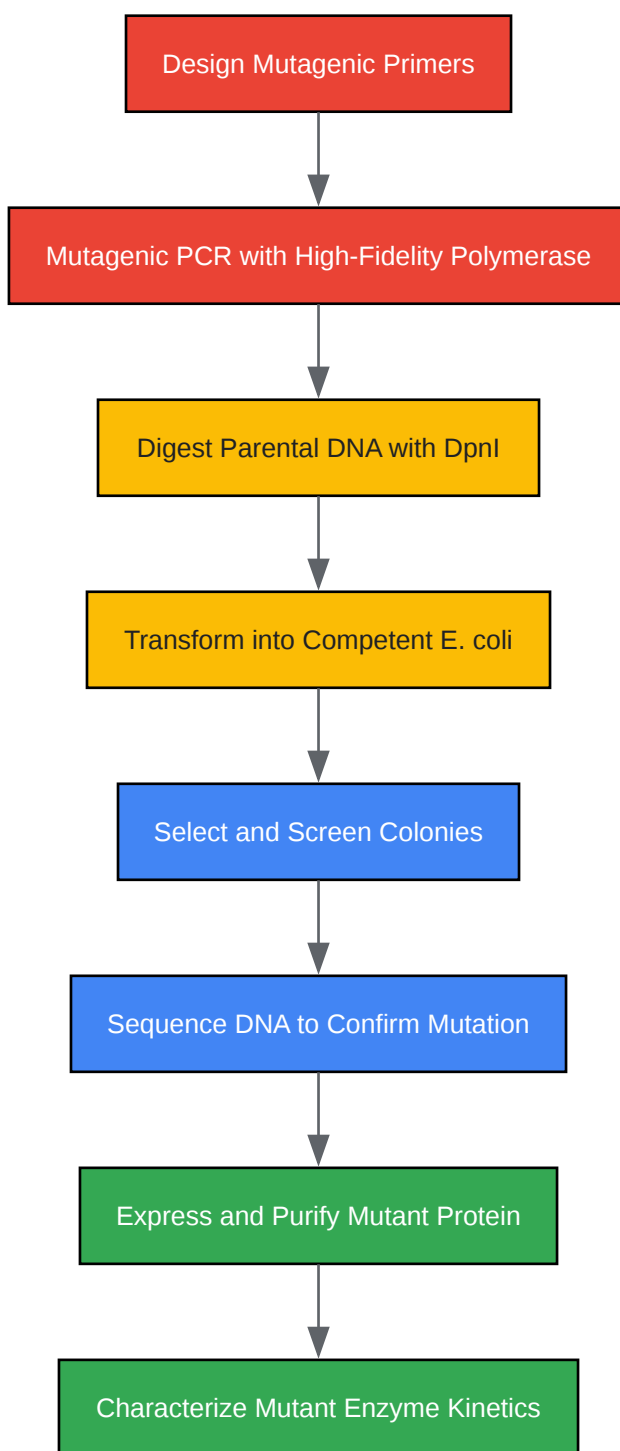 Design Mutagenic Primers
Mutagenic PCR with High-Fidelity Polymerase
Digest Parental DNA with DpnI
Transform into Competent E. coli
Select and Screen Colonies
Sequence DNA to Confirm Mutation
Express and Purify Mutant Protein
Characterize Mutant Enzyme Kinetics